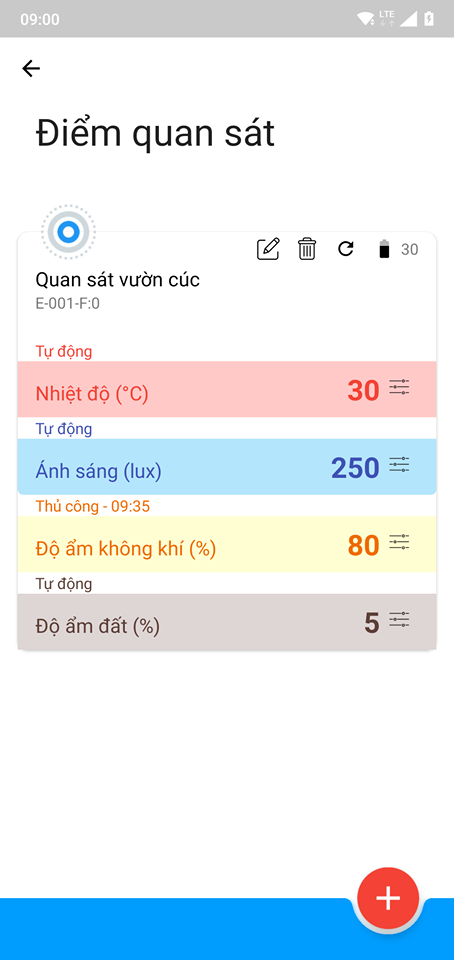 09:00
LTE
Điểm quan sát
30
Quan sát vườn cúc
E-001-F:0
Tự động
Nhiệt độ (°C) 30
Tự động
Ánh sáng (lux) 250
Thủ công - 09:35
Độ ẩm không khí (%) 80
Tự động
Độ ẩm đất (%) 5